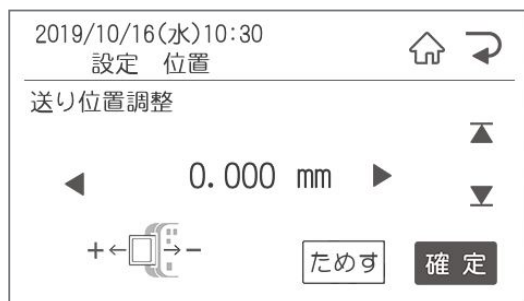 2019/10/16(水)10:30
設定　位置
送り位置調整
0.000 mm
+←→−
ためす
確 定